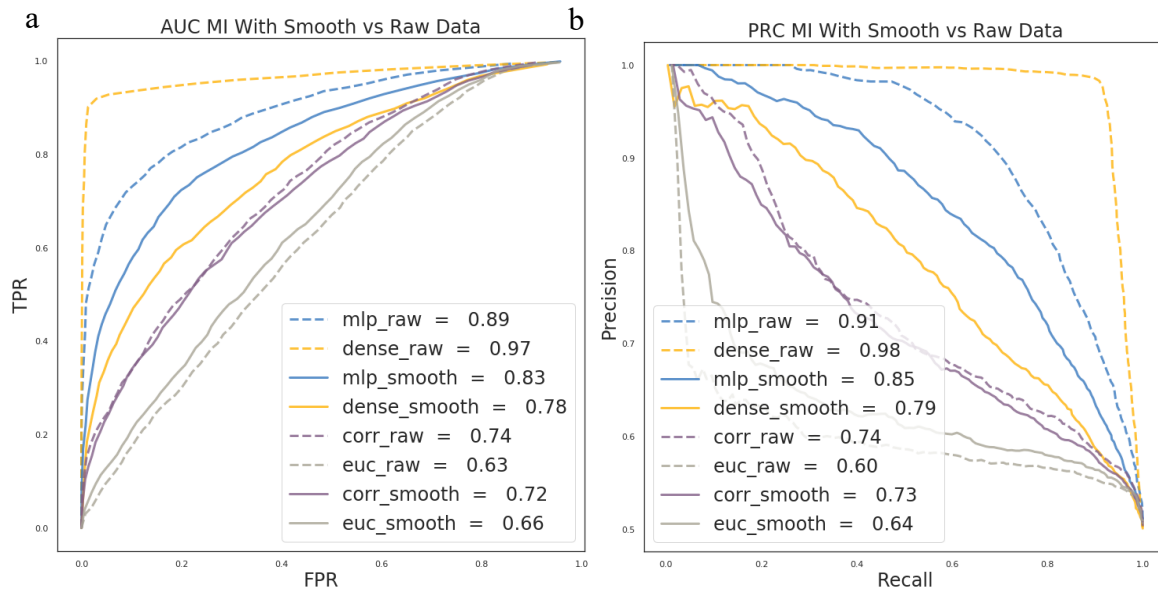 a
AUC MI With Smooth vs Raw Data
1.0
0.8
0.6
0.4
0.2
0.0
TPR
mlp_raw = 0.89
dense_raw = 0.97
mlp_smooth = 0.83
dense_smooth = 0.78
corr_raw = 0.74
euc_raw = 0.63
corr_smooth = 0.72
euc_smooth = 0.66
0.0 0.2 0.4 0.6 0.8 1.0
FPR
b
PRC MI With Smooth vs Raw Data
1.0
0.9
0.8
0.7
0.6
0.5
Precision
mlp_raw = 0.91
dense_raw = 0.98
mlp_smooth = 0.85
dense_smooth = 0.79
corr_raw = 0.74
euc_raw = 0.60
corr_smooth = 0.73
euc_smooth = 0.64
0.0 0.2 0.4 0.6 0.8 1.0
Recall